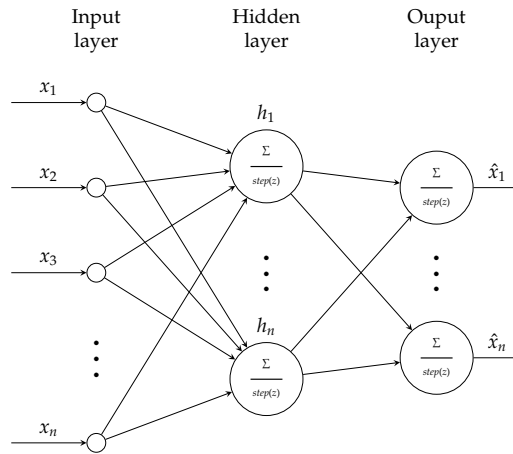 Input
layer
Hidden
layer
Ouput
layer
x₁
x₂
x₃
xₙ
h₁
Σ
step(z)
hₙ
Σ
step(z)
Σ
step(z)
x̂₁
Σ
step(z)
x̂ₙ